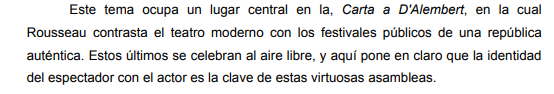 Este tema ocupa un lugar central en la, Carta a D'Alembert, en la cual
Rousseau contrasta el teatro moderno con los festivales públicos de una república
auténtica. Estos últimos se celebran al aire libre, y aquí pone en claro que la identidad
del espectador con el actor es la clave de estas virtuosas asambleas.